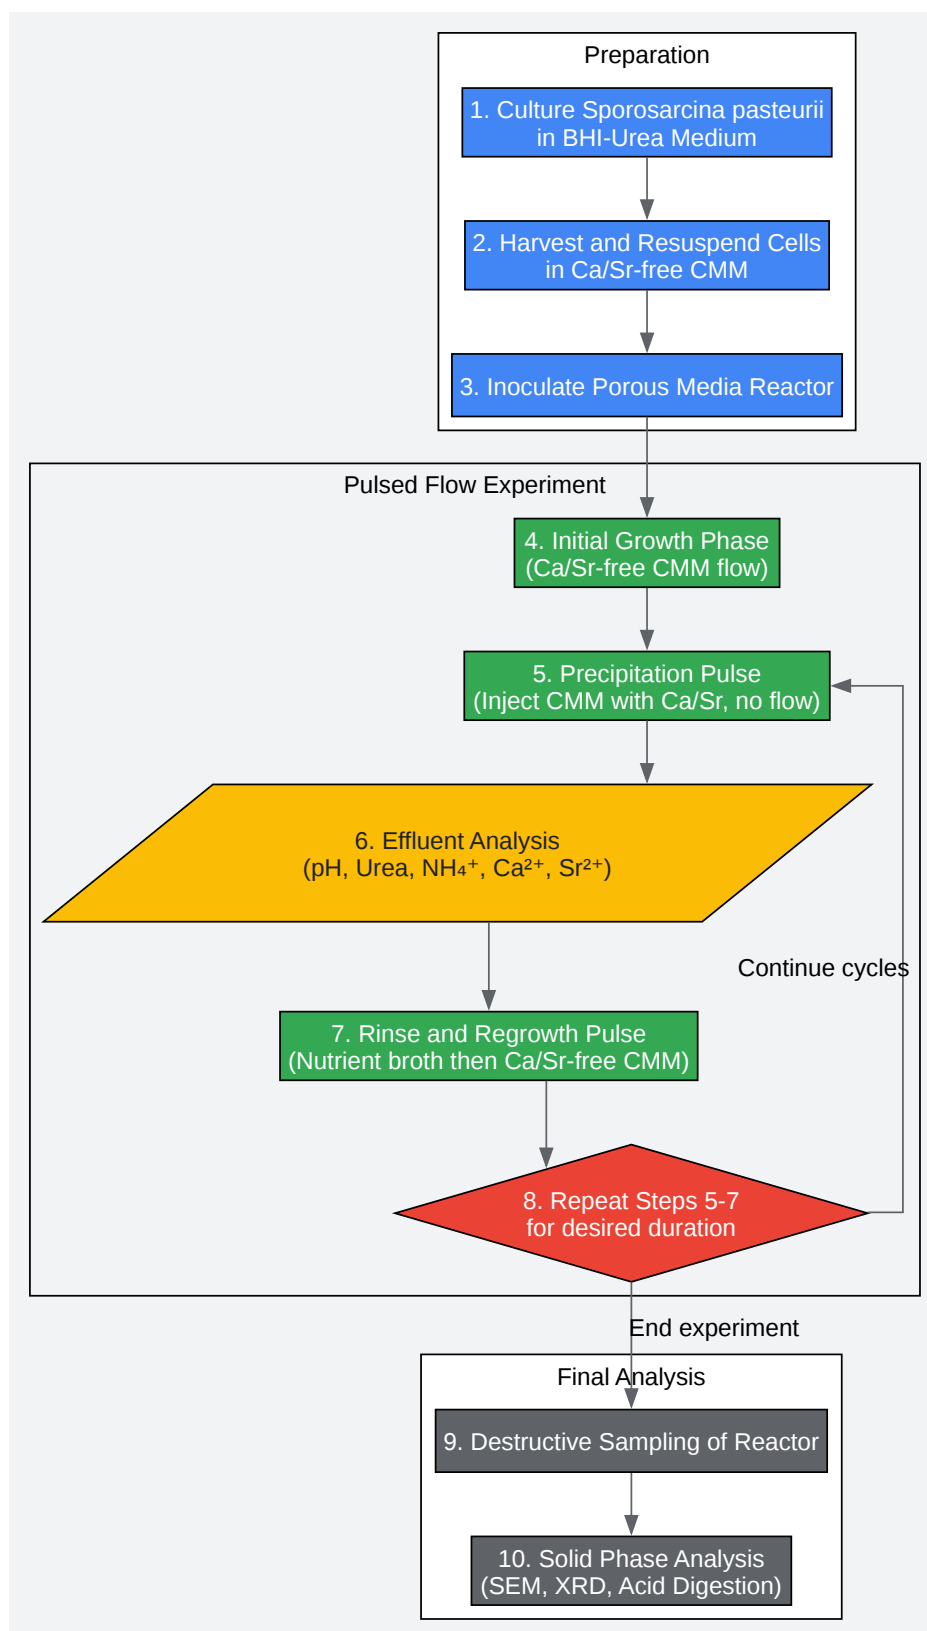 Preparation
1. Culture Sporosarcina pasteurii
in BHI-Urea Medium
2. Harvest and Resuspend Cells
in Ca/Sr-free CMM
3. Inoculate Porous Media Reactor
Pulsed Flow Experiment
4. Initial Growth Phase
(Ca/Sr-free CMM flow)
5. Precipitation Pulse
(Inject CMM with Ca/Sr, no flow)
6. Effluent Analysis
(pH, Urea, NH₄⁺, Ca²⁺, Sr²⁺)
Continue cycles
7. Rinse and Regrowth Pulse
(Nutrient broth then Ca/Sr-free CMM)
8. Repeat Steps 5-7
for desired duration
End experiment
Final Analysis
9. Destructive Sampling of Reactor
10. Solid Phase Analysis
(SEM, XRD, Acid Digestion)